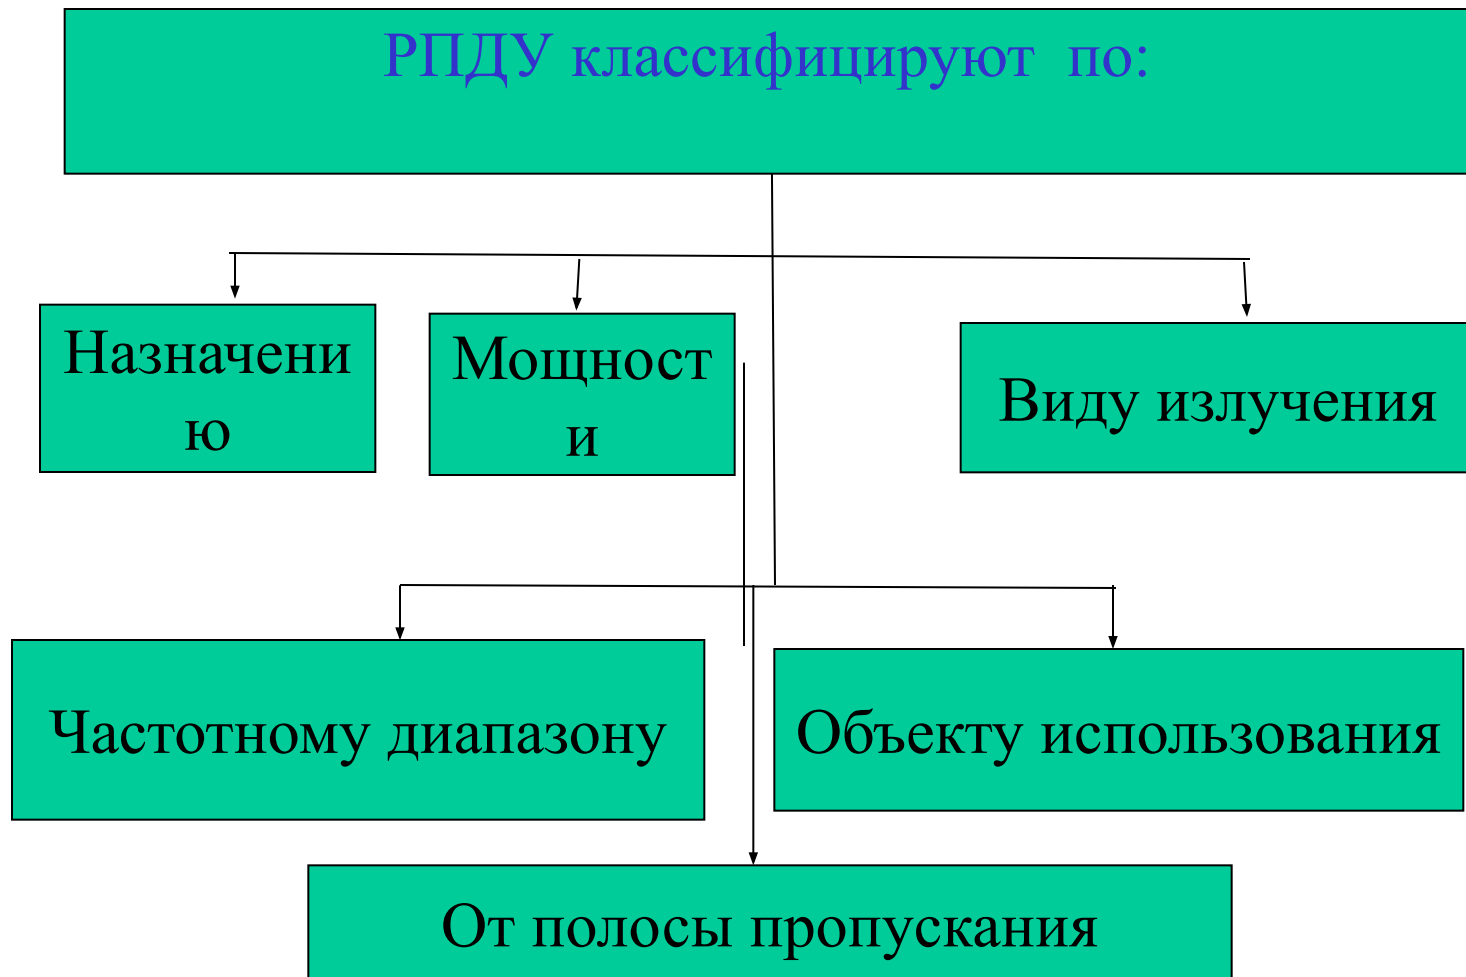 РПДУ классифицируют по:
Назначени
ю
Мощност
и
Виду излучения
Частотному диапазону
Объекту использования
От полосы пропускания